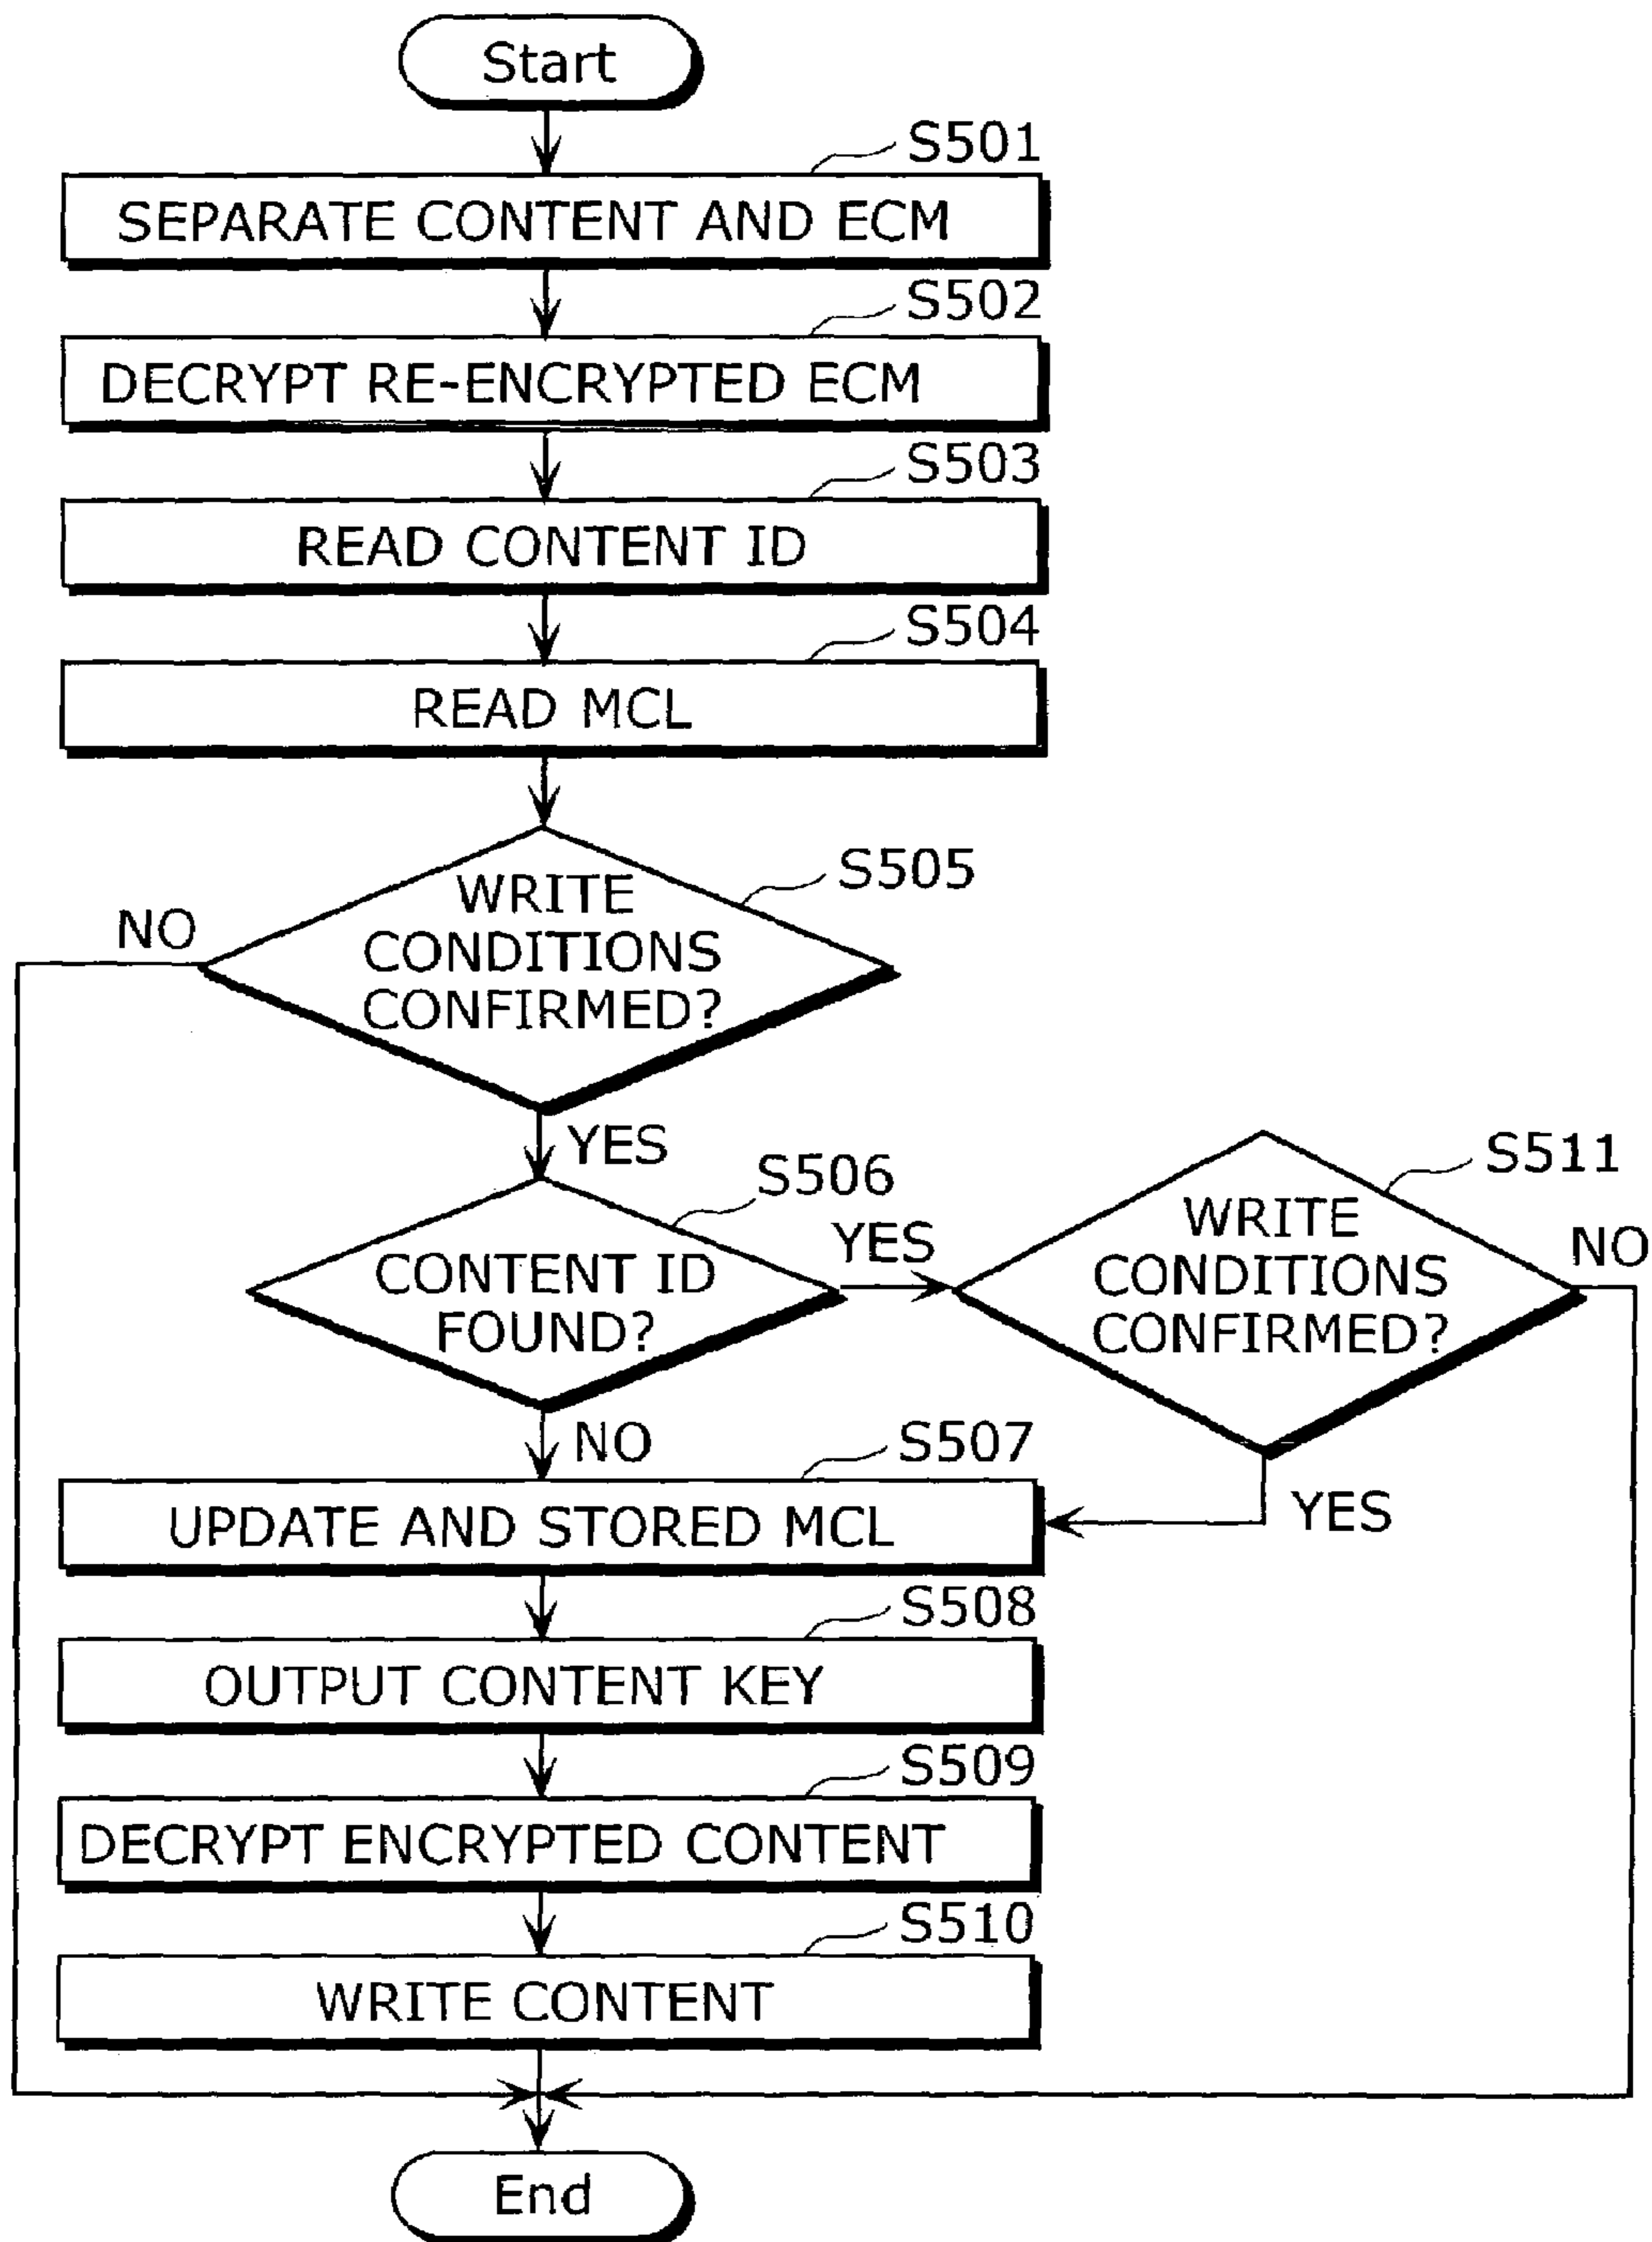 Start
S501
SEPARATE CONTENT AND ECM
S502
DECRYPT RE-ENCRYPTED ECM
S503
READ CONTENT ID
S504
READ MCL
S505
WRITE
CONDITIONS
CONFIRMED?
NO
YES
S506
CONTENT ID
FOUND?
YES
S511
WRITE
CONDITIONS
CONFIRMED?
NO
NO
YES
S507
UPDATE AND STORED MCL
S508
OUTPUT CONTENT KEY
S509
DECRYPT ENCRYPTED CONTENT
S510
WRITE CONTENT
End